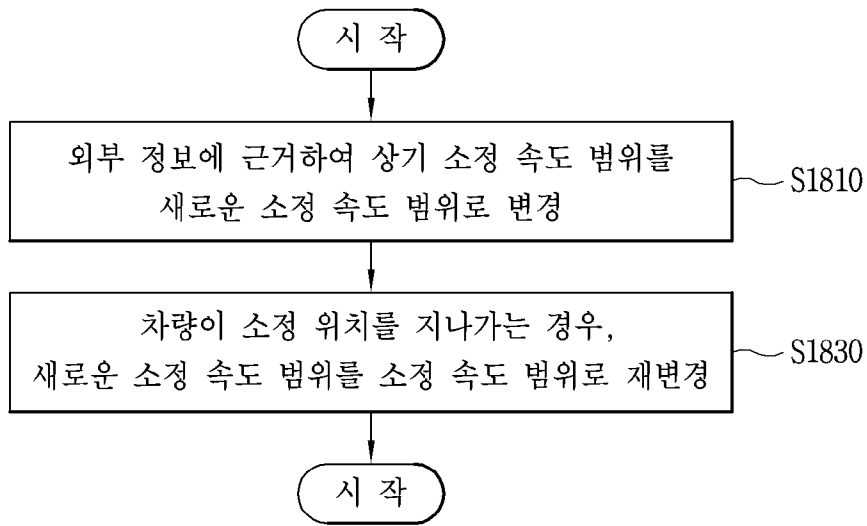 시 작
외부 정보에 근거하여 상기 소정 속도 범위를
새로운 소정 속도 범위로 변경
S1810
차량이 소정 위치를 지나가는 경우,
새로운 소정 속도 범위를 소정 속도 범위로 재변경
S1830
시 작